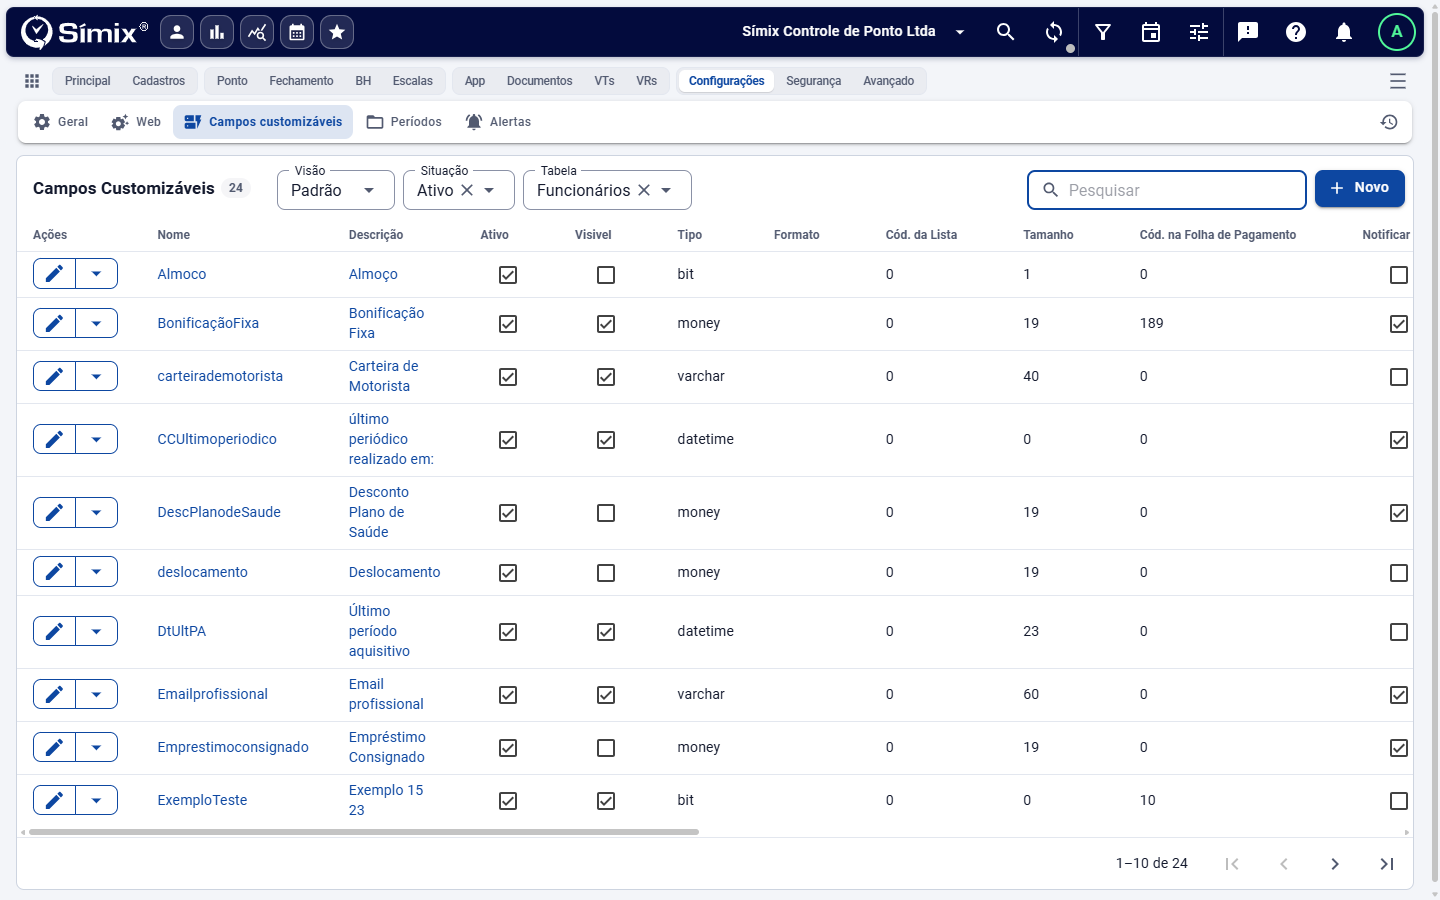 Símix®
Símix Controle de Ponto Ltda
A
Principal Cadastros Ponto Fechamento BH Escalas App Documentos VTs VRs Configurações Segurança Avançado
Geral Web Campos customizáveis Períodos Alertas
Campos Customizáveis 24
Visão
Padrão
Situação
Ativo
Tabela
Funcionários
Pesquisar
Novo
Ações Nome Descrição Ativo Visivel Tipo Formato Cód. da Lista Tamanho Cód. na Folha de Pagamento Notificar
Almoco Almoço bit 0 1 0
BonificaçãoFixa Bonificação
Fixa money 0 19 189
carteirademotorista Carteira de
Motorista varchar 0 40 0
CCUltimoperiodico último
periódico
realizado em: datetime 0 0 0
DescPlanodeSaude Desconto
Plano de
Saúde money 0 19 0
deslocamento Deslocamento money 0 19 0
DtUltPA Último
período
aquisitivo datetime 0 23 0
Emailprofissional Email
profissional varchar 0 60 0
Emprestimoconsignado Empréstimo
Consignado money 0 19 0
ExemploTeste Exemplo 15
23 bit 0 0 10
1–10 de 24